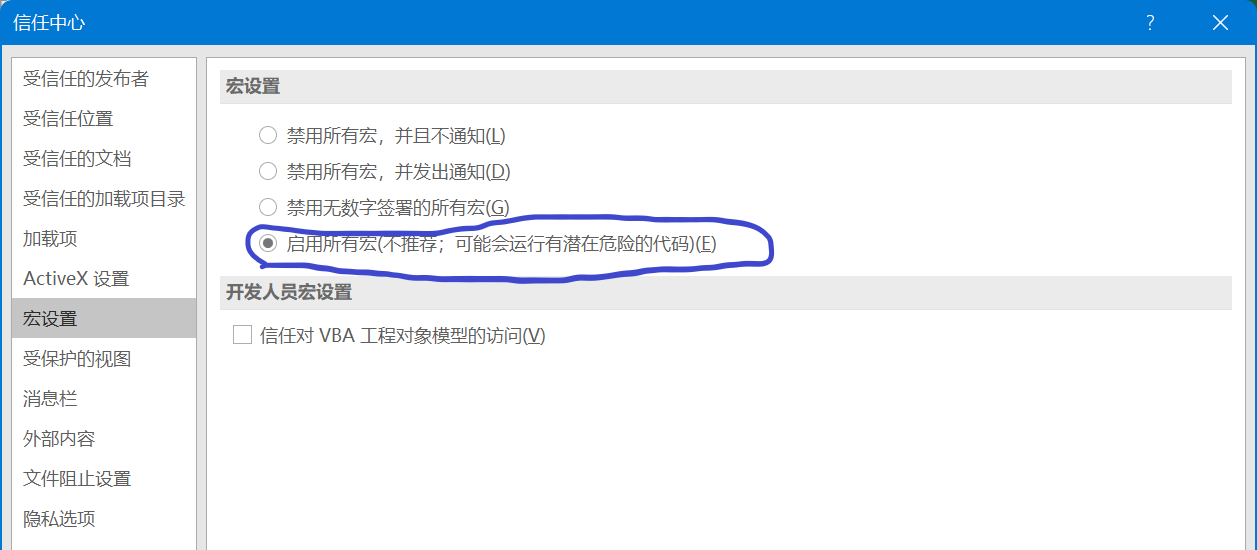 信任中心
?
受信任的发布者
受信任位置
受信任的文档
受信任的加载项目录
加载项
ActiveX 设置
宏设置
受保护的视图
消息栏
外部内容
文件阻止设置
隐私选项
宏设置
禁用所有宏，并且不通知(L)
禁用所有宏，并发出通知(D)
禁用无数字签署的所有宏(G)
启用所有宏(不推荐；可能会运行有潜在危险的代码)(E)
开发人员宏设置
信任对 VBA 工程对象模型的访问(V)